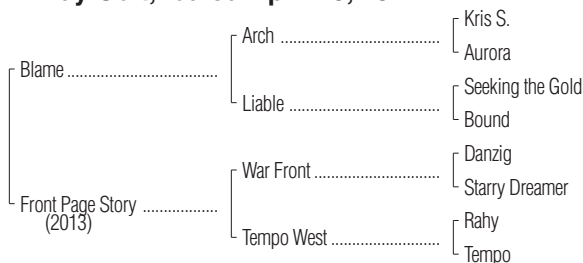 Kris S.
Arch
Aurora
Blame
Seeking the Gold
Liable
Bound
Danzig
War Front
Starry Dreamer
Front Page Story
(2013)
Rahy
Tempo West
Tempo